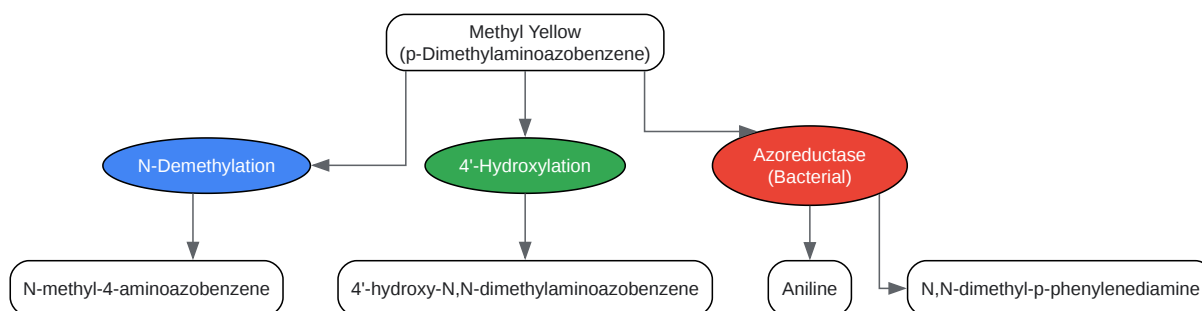 Methyl Yellow
(p-Dimethylaminoazobenzene)
N-Demethylation
4'-Hydroxylation
Azoreductase
(Bacterial)
N-methyl-4-aminoazobenzene
4'-hydroxy-N,N-dimethylaminoazobenzene
Aniline
N,N-dimethyl-p-phenylenediamine